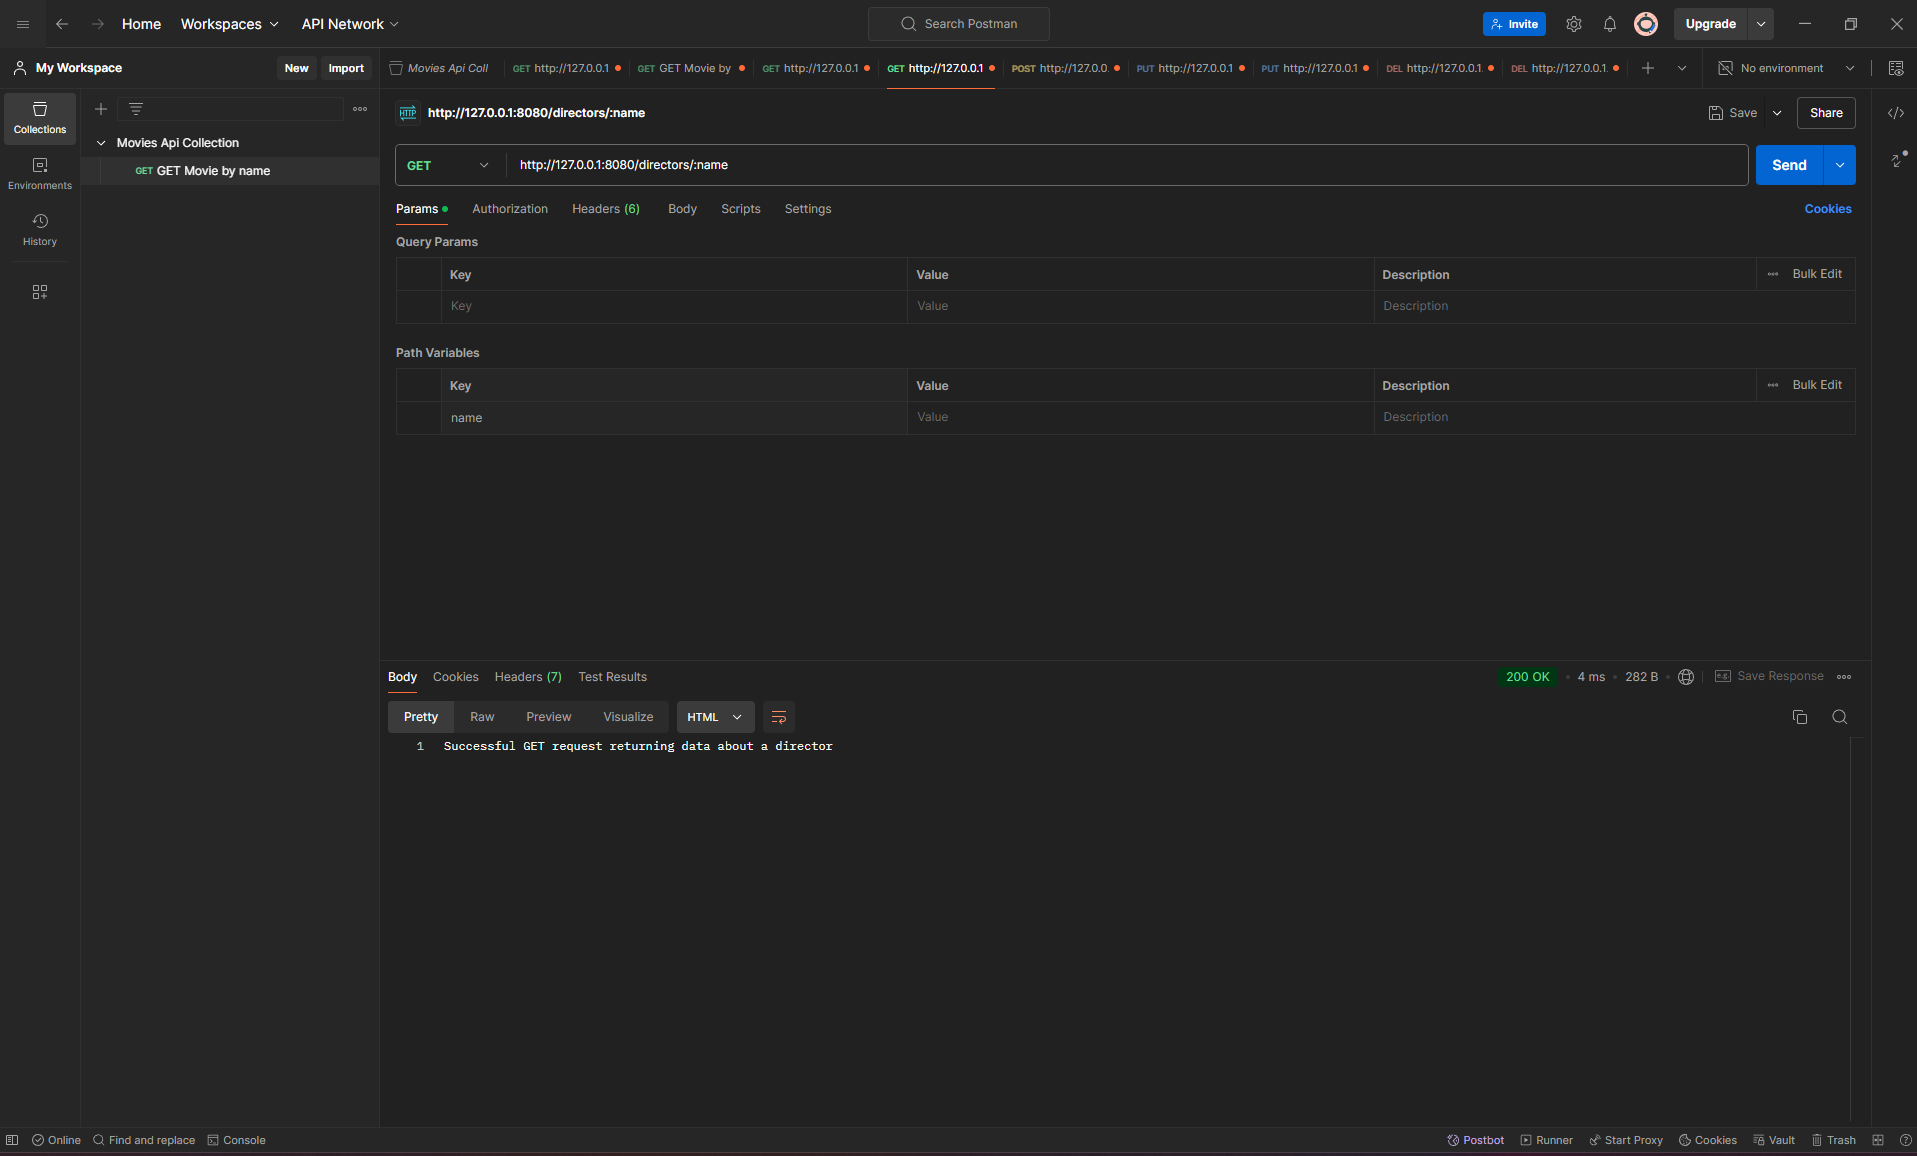 Home Workspaces API Network Search Postman Invite Upgrade
My Workspace New Import Movies Api Coll GET http://127.0.0.1 GET GET Movie by GET http://127.0.0.1 GET http://127.0.0.1 POST http://127.0.0. PUT http://127.0.0.1 PUT http://127.0.0.1 DEL http://127.0.0.1. DEL http://127.0.0.1. No environment
Collections
Environments
History
Movies Api Collection
GET GET Movie by name
HTTP http://127.0.0.1:8080/directors/:name Save Share
GET http://127.0.0.1:8080/directors/:name Send
Params Authorization Headers (6) Body Scripts Settings Cookies
Query Params
Key Value Description Bulk Edit
Key Value Description
Path Variables
Key Value Description Bulk Edit
name Value Description
Body Cookies Headers (7) Test Results 200 OK 4 ms 282 B e.g. Save Response
Pretty Raw Preview Visualize HTML
1 Successful GET request returning data about a director
Online Find and replace Console Postbot Runner Start Proxy Cookies Vault Trash